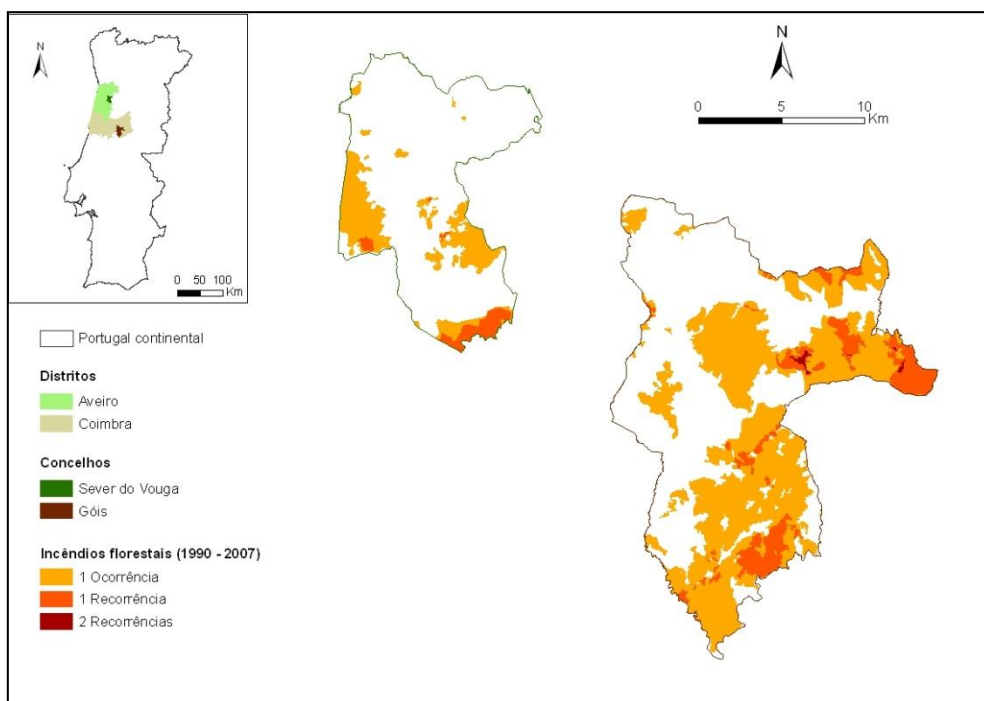 N
0 50 100
Km
N
0 5 10
Km
Portugal continental
Distritos
Aveiro
Coimbra
Concelhos
Sever do Vouga
Góis
Incêndios florestais (1990 - 2007)
1 Ocorrência
1 Recorrência
2 Recorrências